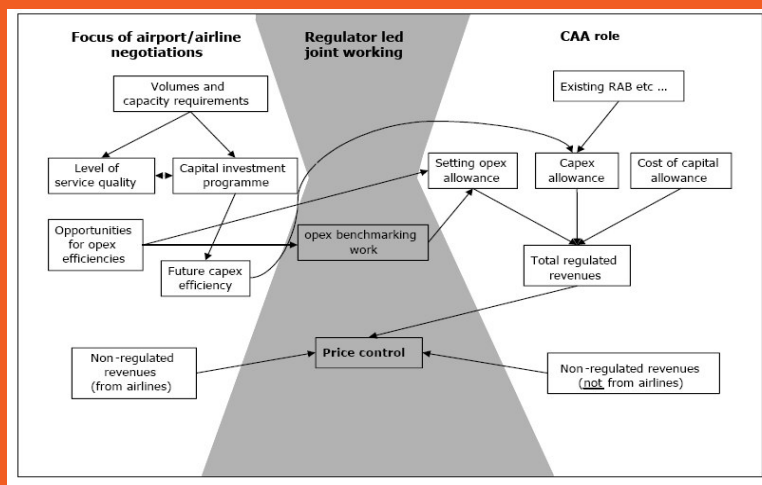 Focus of airport/airline
negotiations
Regulator led
joint working
CAA role
Volumes and
capacity requirements
Existing RAB etc ...
Level of
service quality
Capital investment
programme
Setting opex
allowance
Capex
allowance
Cost of capital
allowance
Opportunities
for opex
efficiencies
opex benchmarking
work
Future capex
efficiency
Total regulated
revenues
Price control
Non-regulated
revenues
(from airlines)
Non-regulated revenues
(not from airlines)